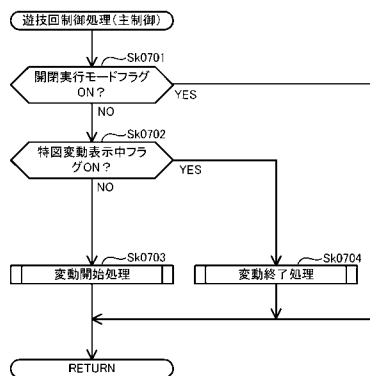 遊技回制御処理(主制御)
Sk0701
開閉実行モードフラグ
ON?
YES
NO
Sk0702
特図変動表示中フラ
グON?
YES
NO
Sk0703
変動開始処理
Sk0704
変動終了処理
RETURN